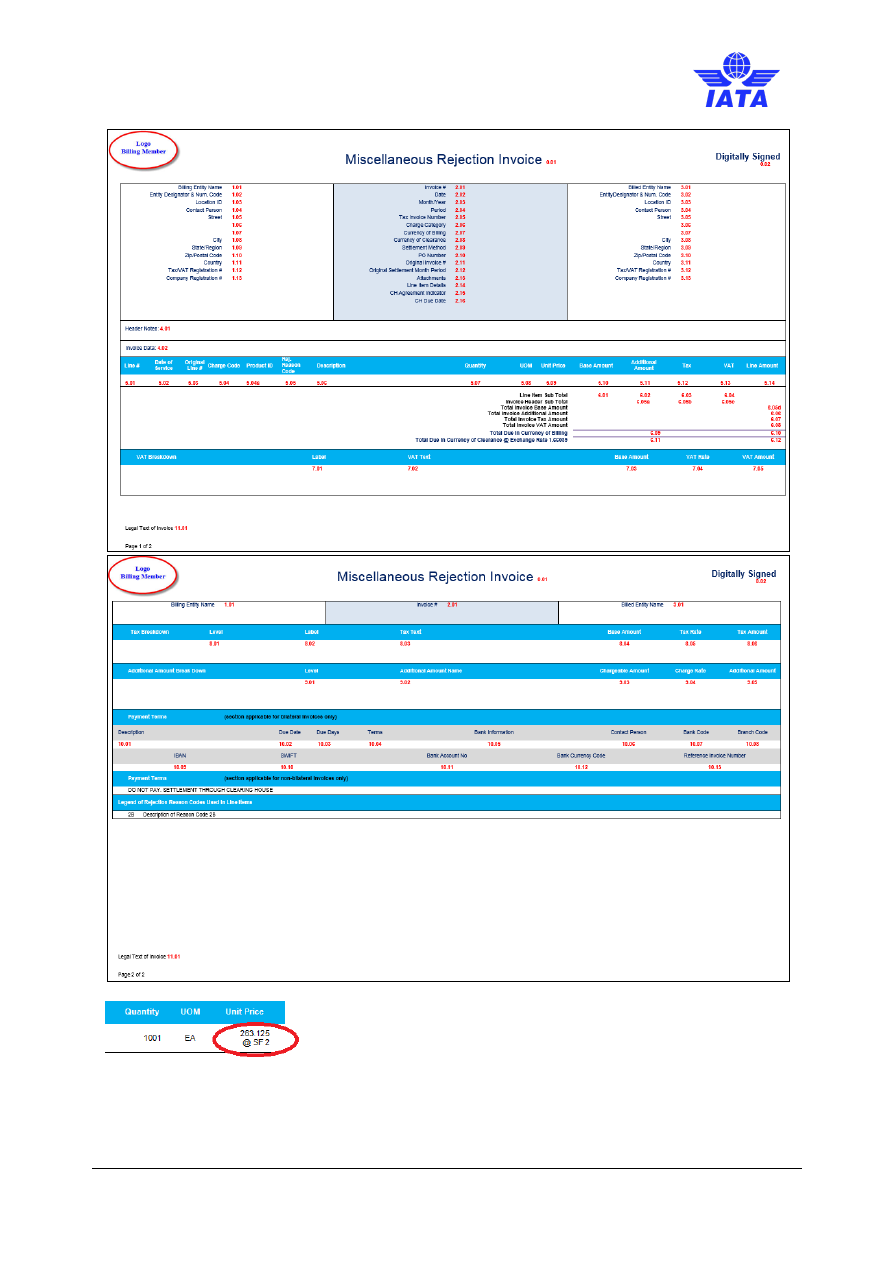 IATA
Logo
Billing Member
Miscellaneous Rejection Invoice 0.01
Digitally Signed
0.02
Billing Entity Name 1.01
Entity Designator & Num. Code 1.02
Location ID 1.03
Contact Person 1.04
Street 1.05
1.06
1.07
City 1.08
State/Region 1.09
Zip/Postal Code 1.10
Country 1.11
Tax/VAT Registration # 1.12
Company Registration # 1.13
Invoice # 2.01
Date 2.02
Month/Year 2.03
Period 2.04
Tax Invoice Number 2.05
Charge Category 2.06
Currency of Billing 2.07
Currency of Clearance 2.08
Settlement Method 2.09
PO Number 2.10
Original Invoice # 2.11
Original Settlement Month Period 2.12
Attachments 2.13
Line Item Details 2.14
CH Agreement Indicator 2.15
CH Due Date 2.16
Billed Entity Name 3.01
EntityDesignator & Num. Code 3.02
Location ID 3.03
Contact Person 3.04
Street 3.05
3.06
3.07
City 3.08
State/Region 3.09
Zip/Postal Code 3.10
Country 3.11
Tax/VAT Registration # 3.12
Company Registration # 3.13
Header Notes: 4.01
Invoice Data: 4.02
Line # Date of Service Original Line # Charge Code Product ID Rej. Reason Code Description Quantity UOM Unit Price Base Amount Additional Amount Tax VAT Line Amount
5.01 5.02 5.03 5.04 5.04a 5.05 5.06 5.07 5.08 5.09 5.10 5.11 5.12 5.13 5.14
Line Item Sub Total 6.01 6.02 6.03 6.04
Invoice Header Sub Total 6.05a 6.05b 6.05c
Total Invoice Base Amount 6.05d
Total Invoice Additional Amount 6.06
Total Invoice Tax Amount 6.07
Total Invoice VAT Amount 6.08
Total Due In Currency of Billing 6.09 6.10
Total Due In Currency of Clearance @ Exchange Rate 6.11 6.12
VAT Breakdown Label VAT Text Base Amount VAT Rate VAT Amount
7.01 7.02 7.03 7.04 7.05
Legal Text of Invoice 11.01
Page 1 of 2
Logo
Billing Member
Miscellaneous Rejection Invoice 0.01
Digitally Signed
0.02
Billing Entity Name 1.01 Invoice # 2.01 Billed Entity Name 3.01
Tax Breakdown Level Label Tax Text Base Amount Tax Rate Tax Amount
8.01 8.02 8.03 8.04 8.05 8.06
Additional Amount Break Down Level Additional Amount Name Chargeable Amount Charge Rate Additional Amount
9.01 9.02 9.03 9.04 9.05
Payment Terms (section applicable for bilateral invoices only)
Description Due Date Due Days Terms Bank Information Contact Person Bank Code Branch Code
10.01 10.02 10.03 10.04 10.05 10.06 10.07 10.08
IBAN SWIFT Bank Account No Bank Currency Code Reference Invoice Number
10.09 10.10 10.11 10.12 10.13
Payment Terms (section applicable for non-bilateral invoices only)
DO NOT PAY. SETTLEMENT THROUGH CLEARING HOUSE
Legend of Rejection Reason Codes Used in Line Items
2B Description of Reason Code 2B
Legal Text of Invoice 11.01
Page 2 of 2
Quantity UOM Unit Price
1001 EA 263.125
@ SF 2